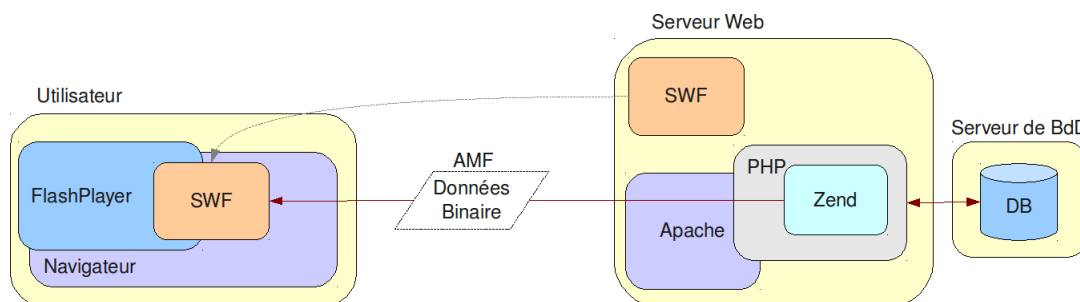 Serveur Web
Utilisateur
SWF
Serveur de BdD
AMF
PHP
FlashPlayer
SWF
Données
Binaire
Zend
DB
Apache
Navigateur